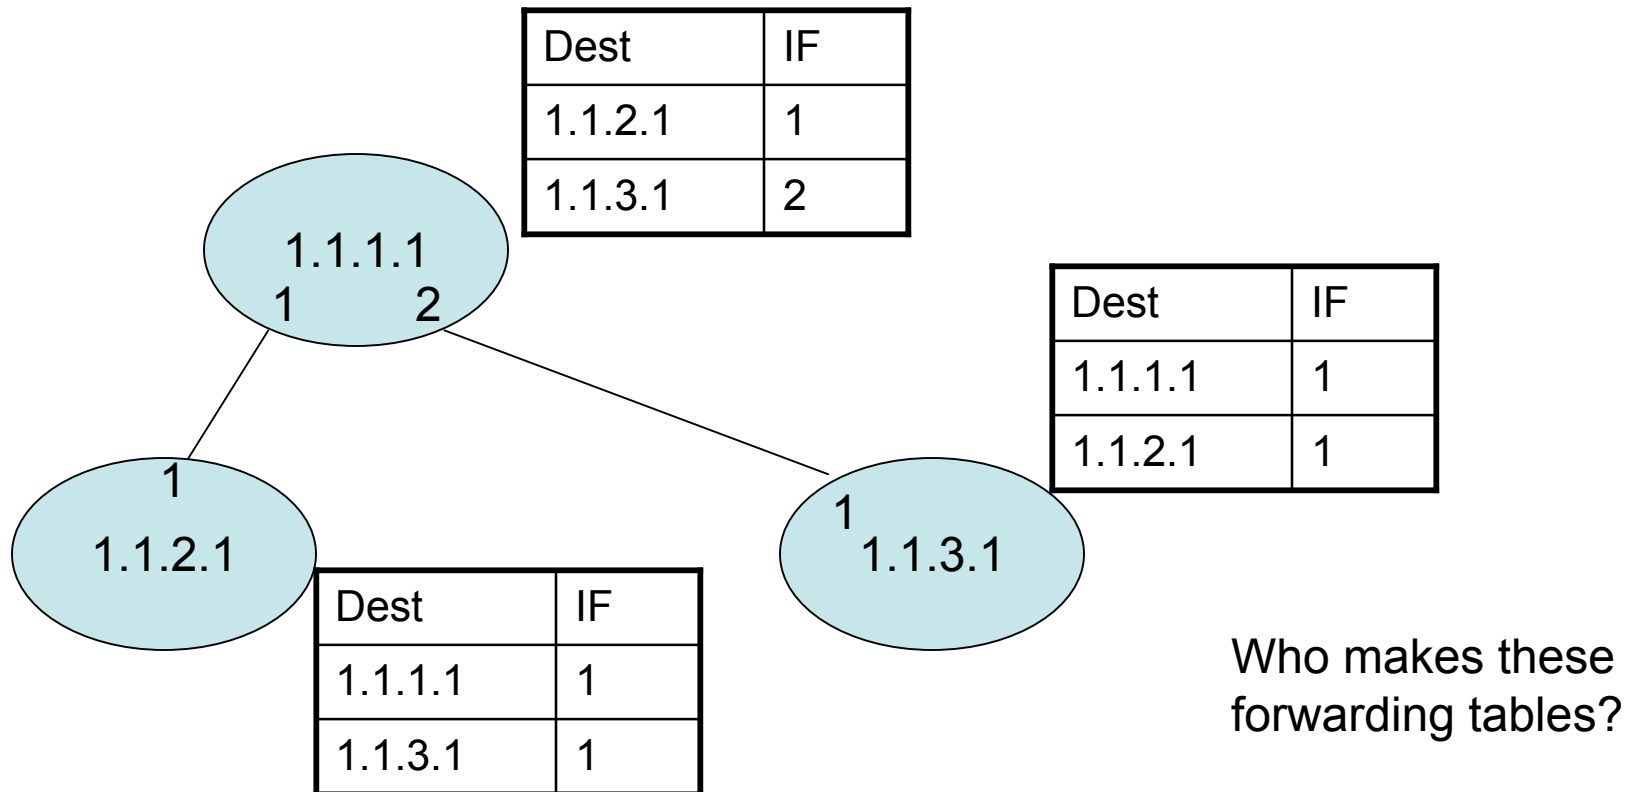 Dest IF
1.1.2.1 1
1.1.3.1 2
1.1.1.1
1 2
Dest IF
1.1.1.1 1
1.1.2.1 1
1
1.1.2.1
1
1.1.3.1
Dest IF
1.1.1.1 1
1.1.3.1 1
Who makes these
forwarding tables?